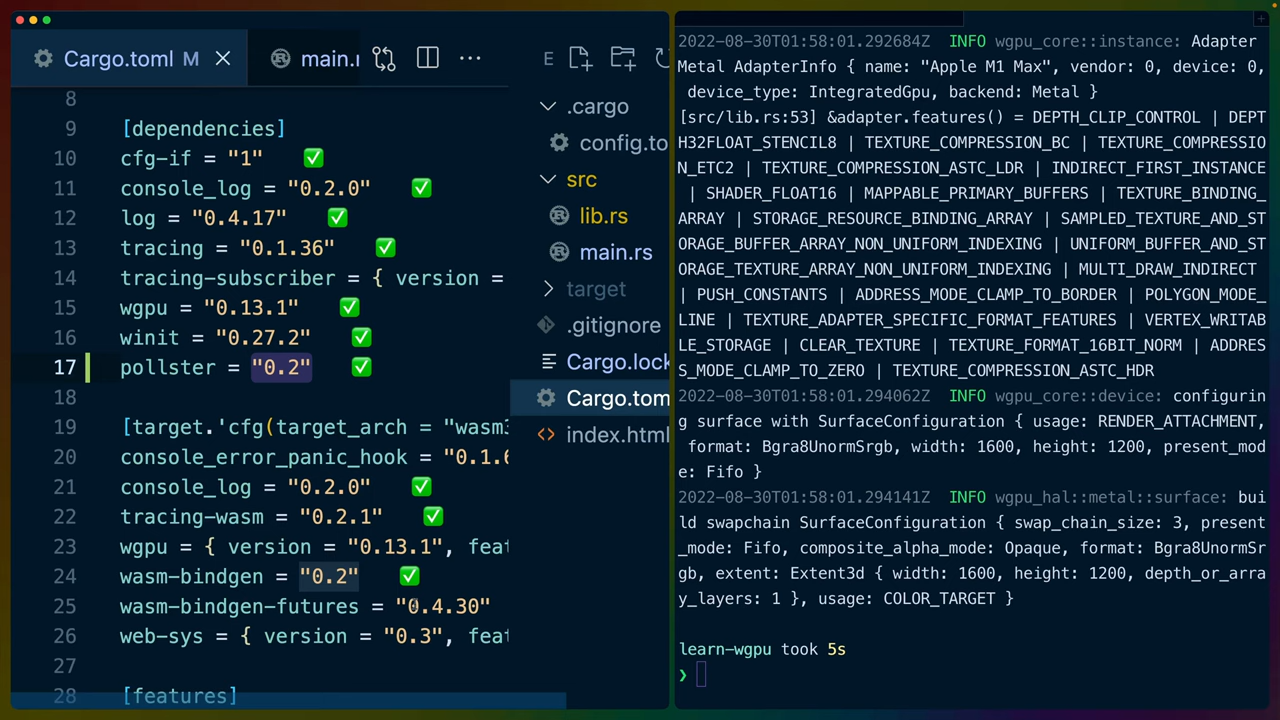 Cargo.toml M
main.r
8
9 [dependencies]
10 cfg-if = "1" ✅
11 console_log = "0.2.0" ✅
12 log = "0.4.17" ✅
13 tracing = "0.1.36" ✅
14 tracing-subscriber = { version =
15 wgpu = "0.13.1" ✅
16 winit = "0.27.2" ✅
17 pollster = "0.2" ✅
18
19 [target.'cfg(target_arch = "wasm3
20 console_error_panic_hook = "0.1.6
21 console_log = "0.2.0" ✅
22 tracing-wasm = "0.2.1" ✅
23 wgpu = { version = "0.13.1", feat
24 wasm-bindgen = "0.2" ✅
25 wasm-bindgen-futures = "0.4.30"
26 web-sys = { version = "0.3", feat
27
28 [features]
E
.cargo
config.to
src
lib.rs
main.rs
target
.gitignore
Cargo.lock
Cargo.tom
index.html
2022-08-30T01:58:01.292684Z INFO wgpu_core::instance: Adapter
Metal AdapterInfo { name: "Apple M1 Max", vendor: 0, device: 0,
device_type: IntegratedGpu, backend: Metal }
[src/lib.rs:53] &adapter.features() = DEPTH_CLIP_CONTROL | DEPT
H32FLOAT_STENCIL8 | TEXTURE_COMPRESSION_BC | TEXTURE_COMPRESSIO
N_ETC2 | TEXTURE_COMPRESSION_ASTC_LDR | INDIRECT_FIRST_INSTANCE
| SHADER_FLOAT16 | MAPPABLE_PRIMARY_BUFFERS | TEXTURE_BINDING_
ARRAY | STORAGE_RESOURCE_BINDING_ARRAY | SAMPLED_TEXTURE_AND_ST
ORAGE_BUFFER_ARRAY_NON_UNIFORM_INDEXING | UNIFORM_BUFFER_AND_ST
ORAGE_TEXTURE_ARRAY_NON_UNIFORM_INDEXING | MULTI_DRAW_INDIRECT
| PUSH_CONSTANTS | ADDRESS_MODE_CLAMP_TO_BORDER | POLYGON_MODE_
LINE | TEXTURE_ADAPTER_SPECIFIC_FORMAT_FEATURES | VERTEX_WRITAB
LE_STORAGE | CLEAR_TEXTURE | TEXTURE_FORMAT_16BIT_NORM | ADDRES
S_MODE_CLAMP_TO_ZERO | TEXTURE_COMPRESSION_ASTC_HDR
2022-08-30T01:58:01.294062Z INFO wgpu_core::device: configurin
g surface with SurfaceConfiguration { usage: RENDER_ATTACHMENT,
format: Bgra8UnormSrgb, width: 1600, height: 1200, present_mod
e: Fifo }
2022-08-30T01:58:01.294141Z INFO wgpu_hal::metal::surface: bui
ld swapchain SurfaceConfiguration { swap_chain_size: 3, present
_mode: Fifo, composite_alpha_mode: Opaque, format: Bgra8UnormSr
gb, extent: Extent3d { width: 1600, height: 1200, depth_or_arra
y_layers: 1 }, usage: COLOR_TARGET }
learn-wgpu took 5s
❯